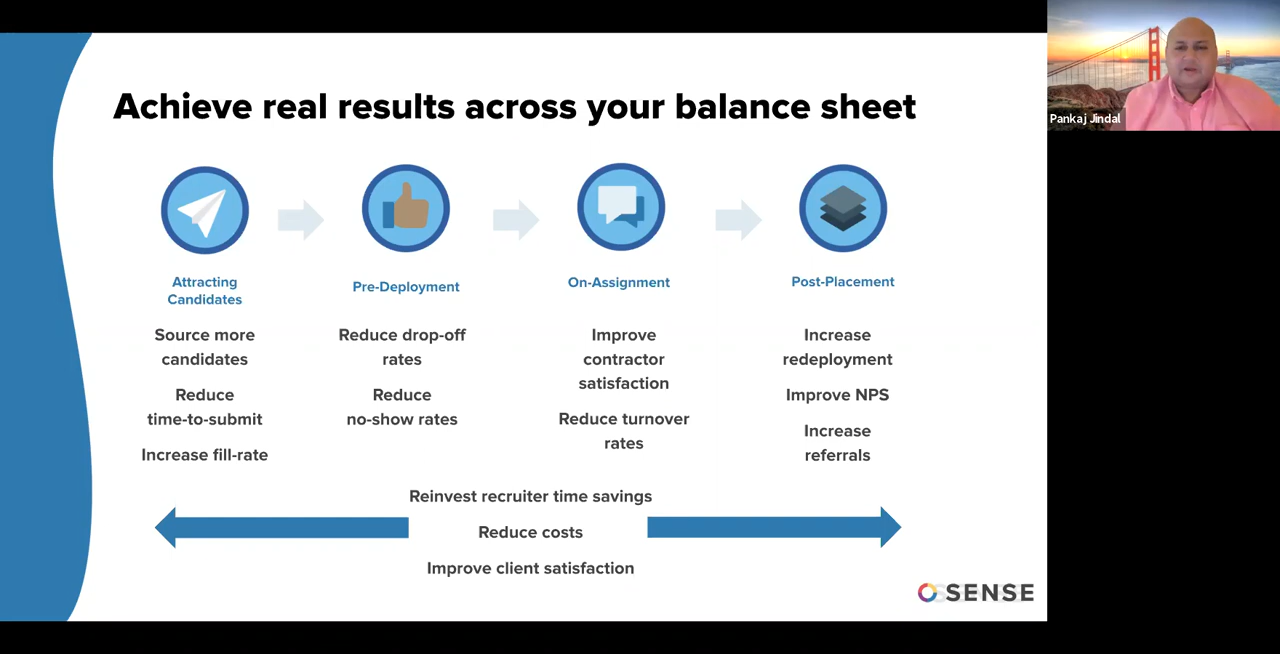 Achieve real results across your balance sheet
Pankaj Jindal
Attracting
Candidates
Source more
candidates
Reduce
time-to-submit
Increase fill-rate
Pre-Deployment
Reduce drop-off
rates
Reduce
no-show rates
On-Assignment
Improve
contractor
satisfaction
Reduce turnover
rates
Post-Placement
Increase
redeployment
Improve NPS
Increase
referrals
Reinvest recruiter time savings
Reduce costs
Improve client satisfaction
SENSE